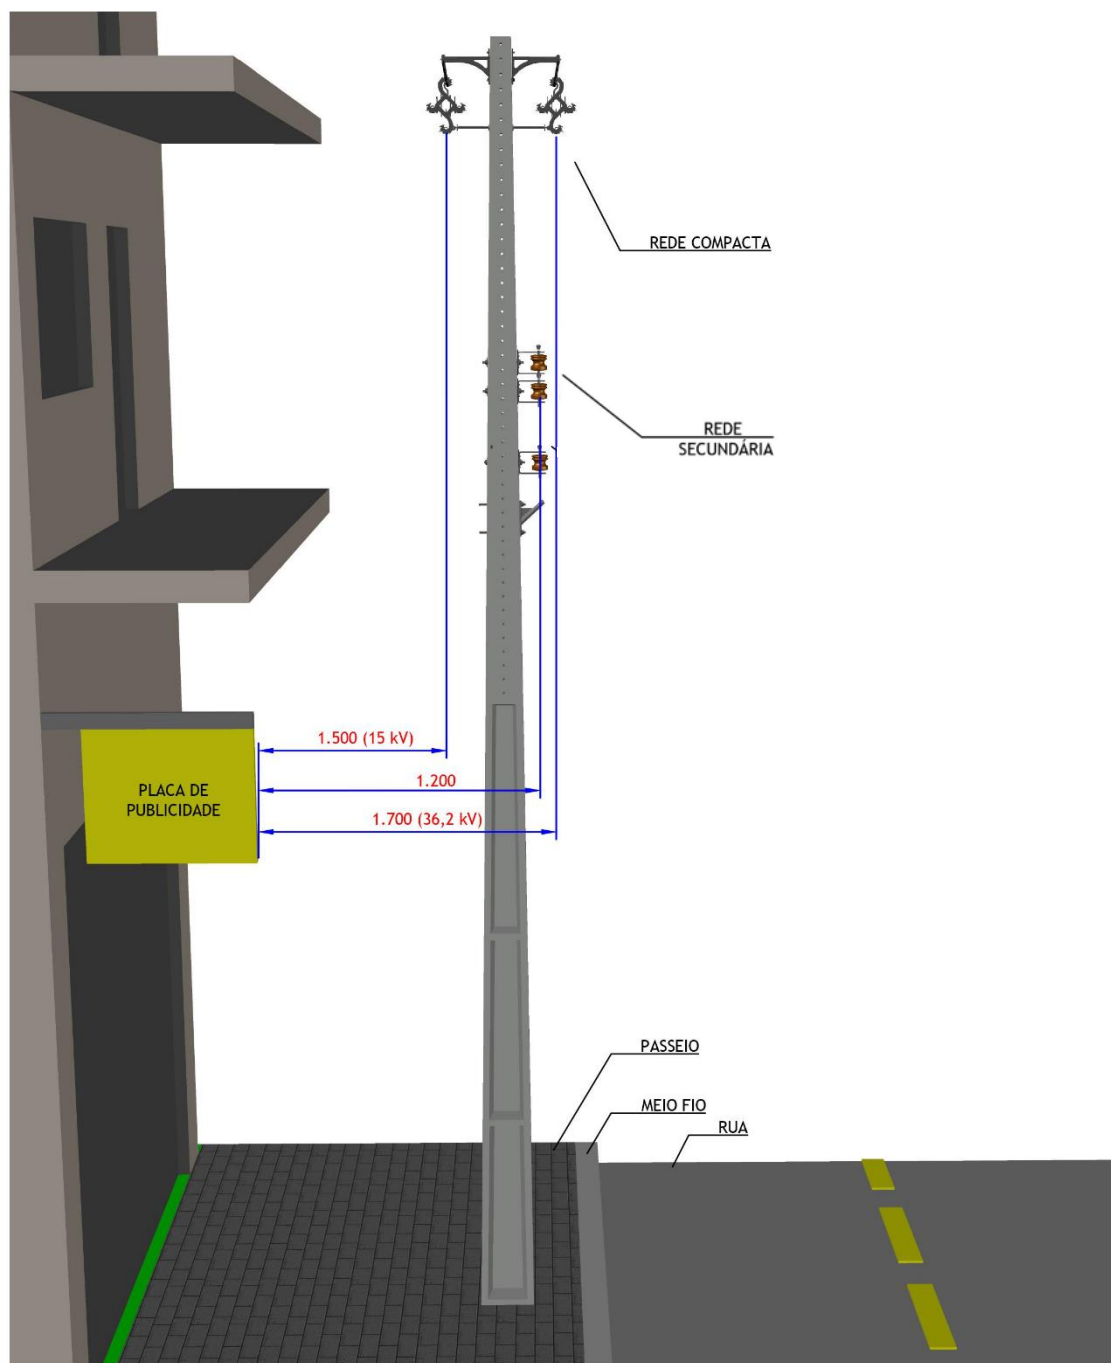 REDE COMPACTA
REDE
SECUNDÁRIA
1.500 (15 kV)
PLACA DE
PUBLICIDADE
1.200
1.700 (36,2 kV)
PASSEIO
MEIO FIO
RUA